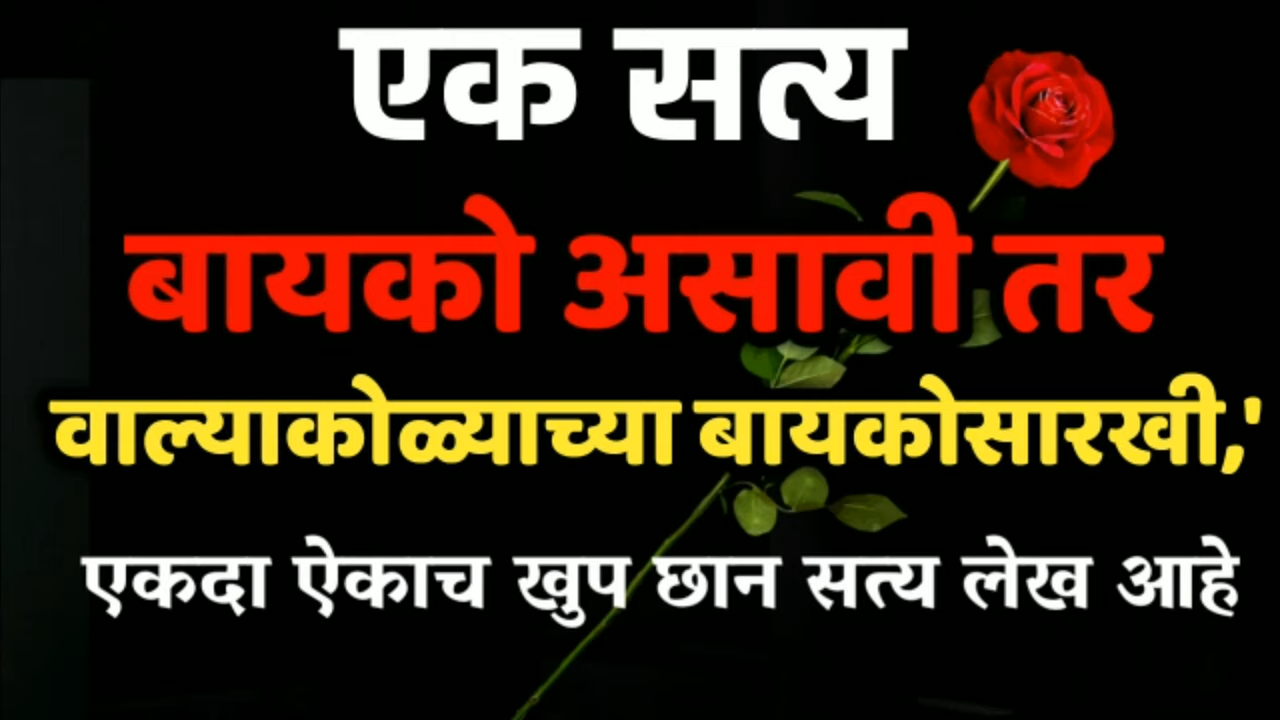 एक सत्य
बायको असावी तर
वाल्याकोळ्याच्या बायकोसारखी,'
एकदा ऐकाच खुप छान सत्य लेख आहे